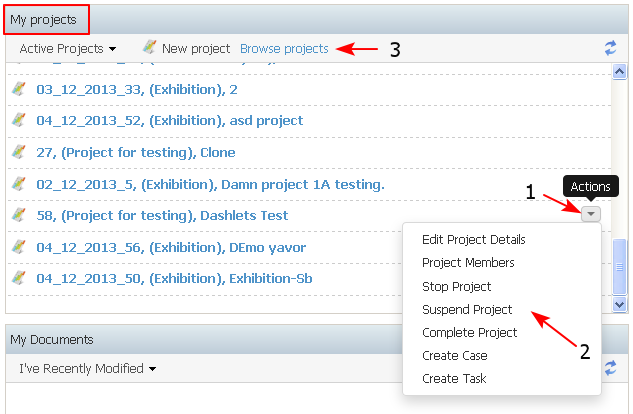 My projects
Active Projects New project Browse projects 3
03_12_2013_33, (Exhibition), 2
04_12_2013_52, (Exhibition), asd project
27, (Project for testing), Clone
02_12_2013_5, (Exhibition), Damn project 1A testing.
Actions
1
58, (Project for testing), Dashlets Test
04_12_2013_56, (Exhibition), DEmo yavor
04_12_2013_50, (Exhibition), Exhibition-Sb
Edit Project Details
Project Members
Stop Project
Suspend Project
Complete Project
Create Case
Create Task
2
My Documents
I've Recently Modified